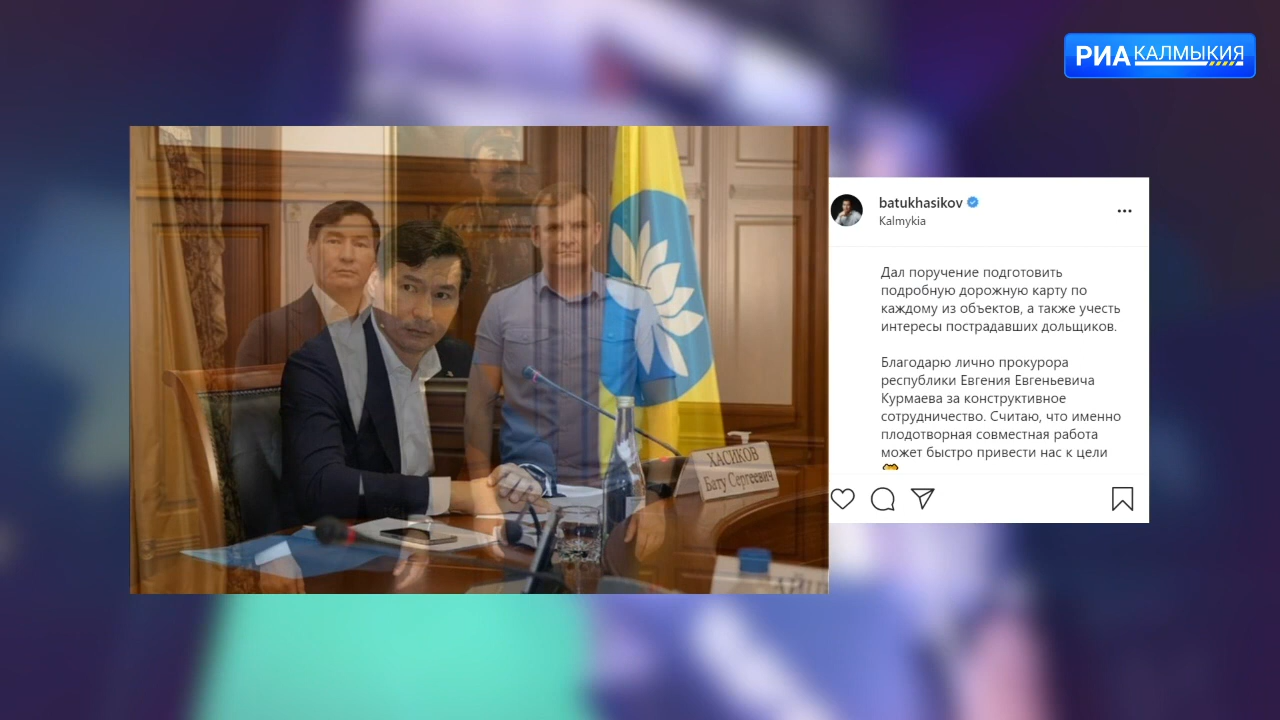 РИА КАЛМЫКИЯ
batukhasikov
Kalmykia
Дал поручение подготовить
подробную дорожную карту по
каждому из объектов, а также учесть
интересы пострадавших дольщиков.
Благодарю лично прокурора
республики Евгения Евгеньевича
Курмаева за конструктивное
сотрудничество. Считаю, что именно
плодотворная совместная работа
может быстро привести нас к цели
ХАСИКОВ
Бату Сергеевич